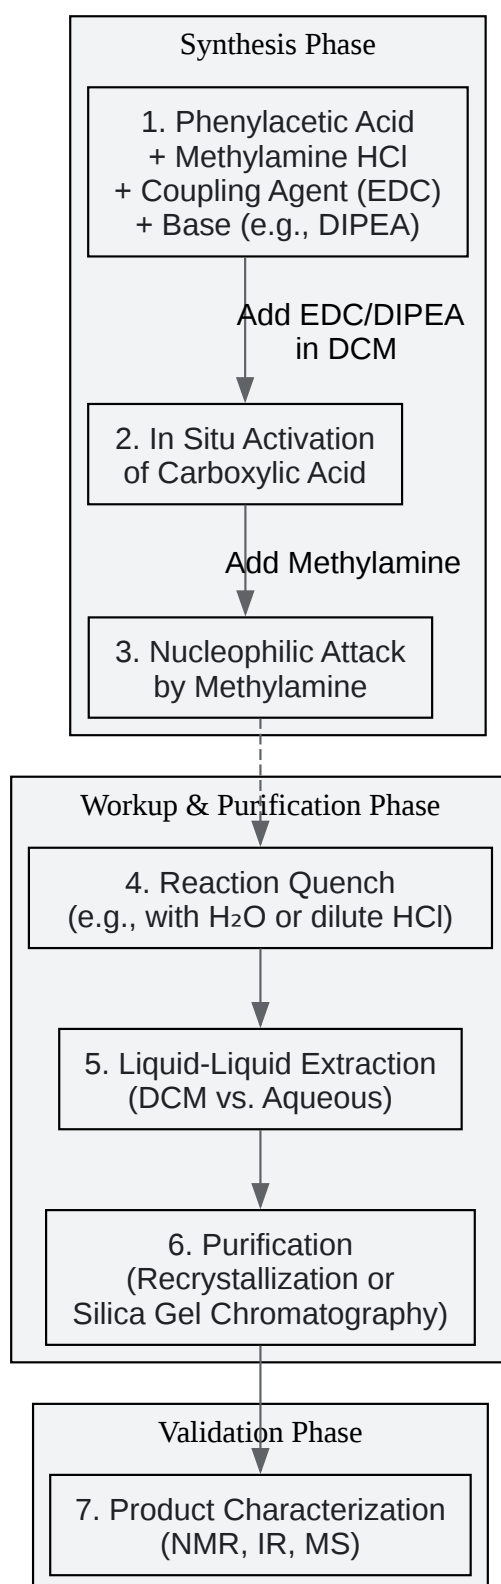 Synthesis Phase
1. Phenylacetic Acid
+ Methylamine HCl
+ Coupling Agent (EDC)
+ Base (e.g., DIPEA)
Add EDC/DIPEA
in DCM
2. In Situ Activation
of Carboxylic Acid
Add Methylamine
3. Nucleophilic Attack
by Methylamine
Workup & Purification Phase
4. Reaction Quench
(e.g., with H₂O or dilute HCl)
5. Liquid-Liquid Extraction
(DCM vs. Aqueous)
6. Purification
(Recrystallization or
Silica Gel Chromatography)
Validation Phase
7. Product Characterization
(NMR, IR, MS)